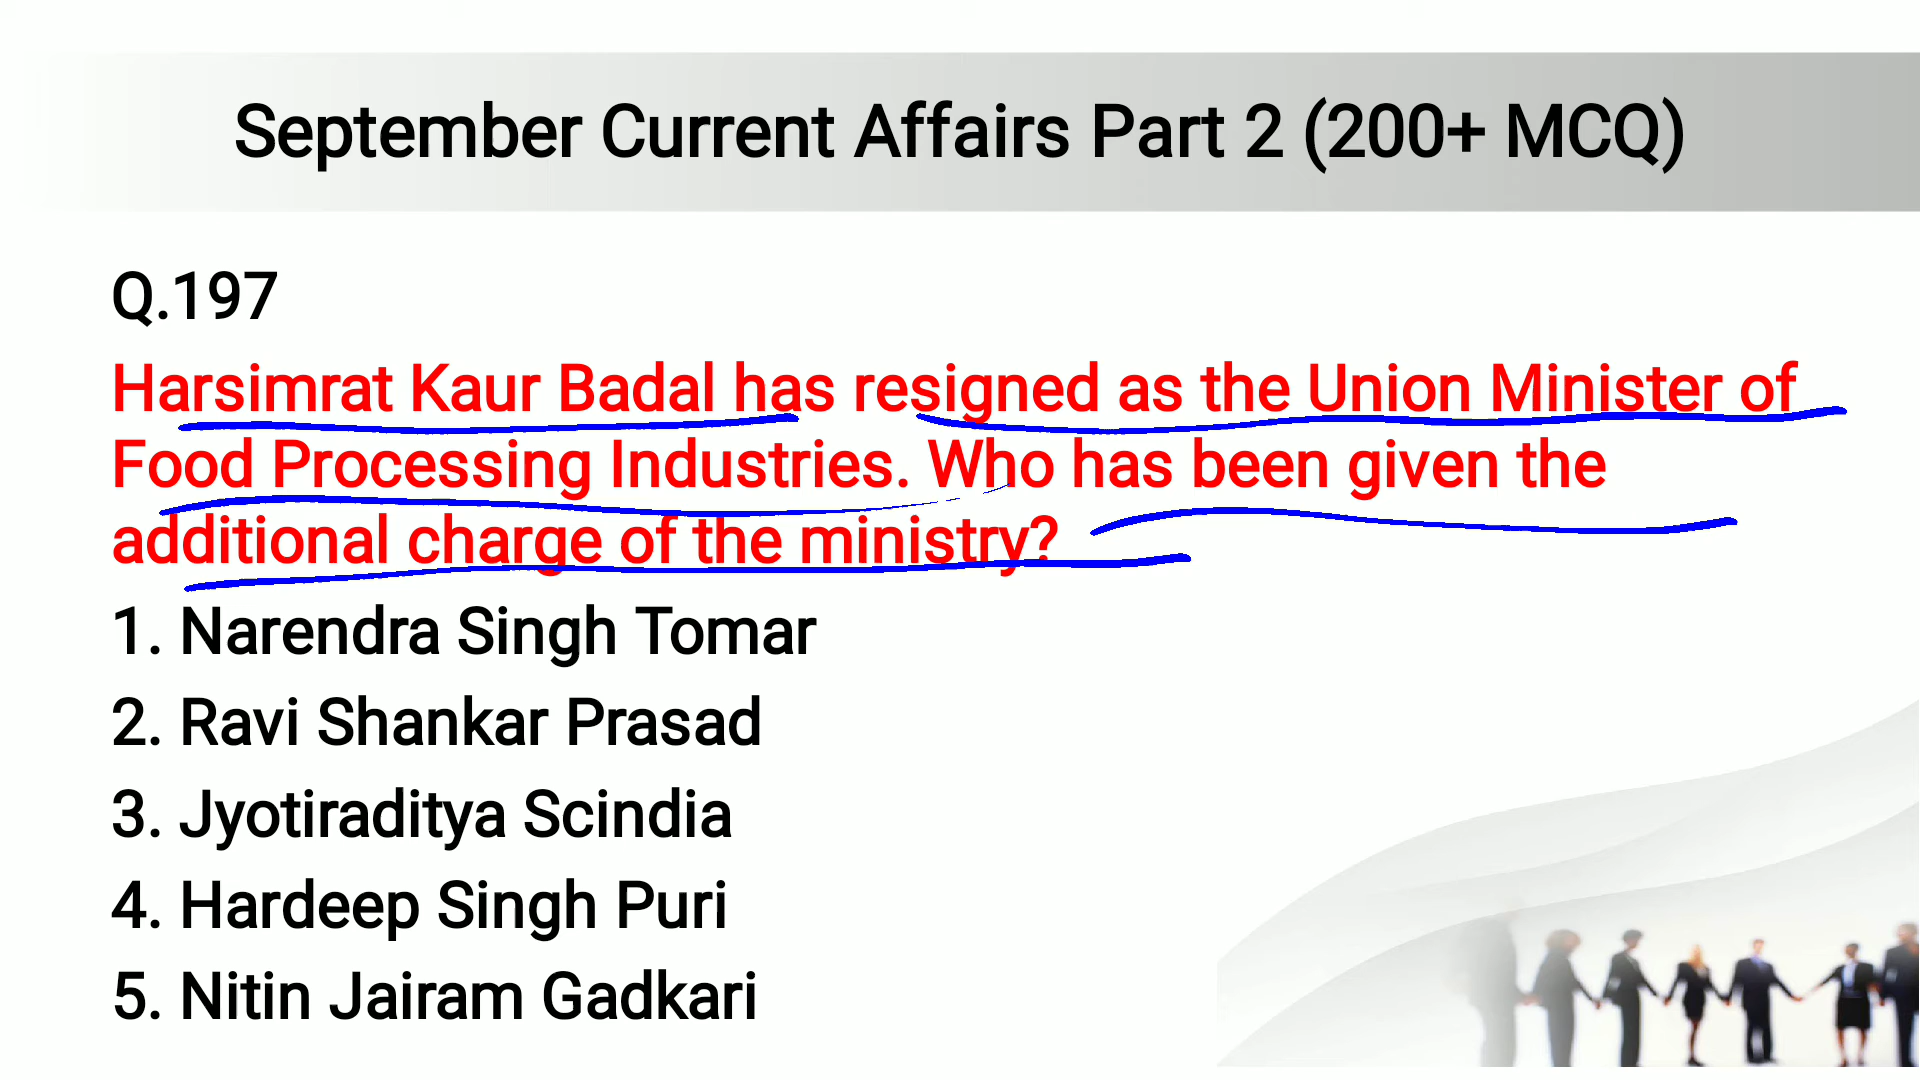 September Current Affairs Part 2 (200+ MCQ)
Q.197
Harsimrat Kaur Badal has resigned as the Union Minister of
Food Processing Industries. Who has been given the
additional charge of the ministry?
1. Narendra Singh Tomar
2. Ravi Shankar Prasad
3. Jyotiraditya Scindia
4. Hardeep Singh Puri
5. Nitin Jairam Gadkari